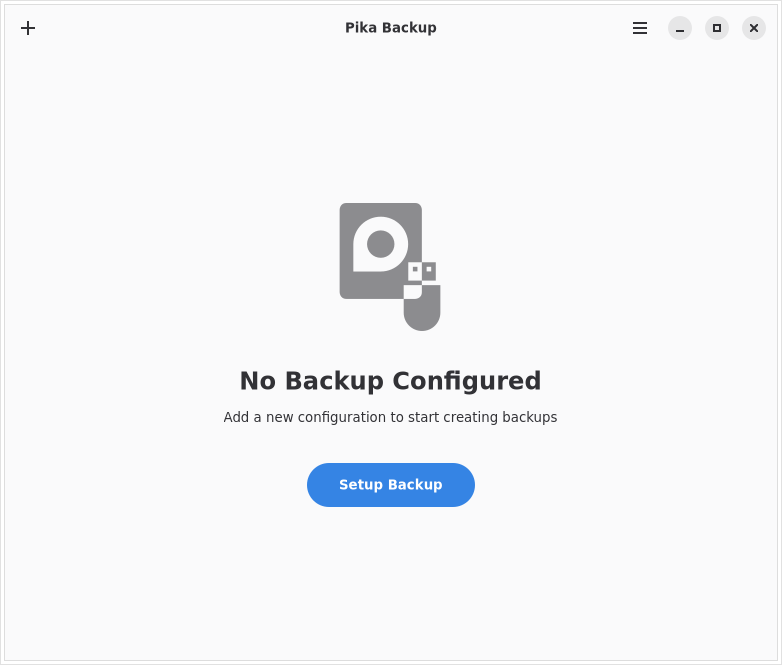 Pika Backup
No Backup Configured
Add a new configuration to start creating backups
Setup Backup